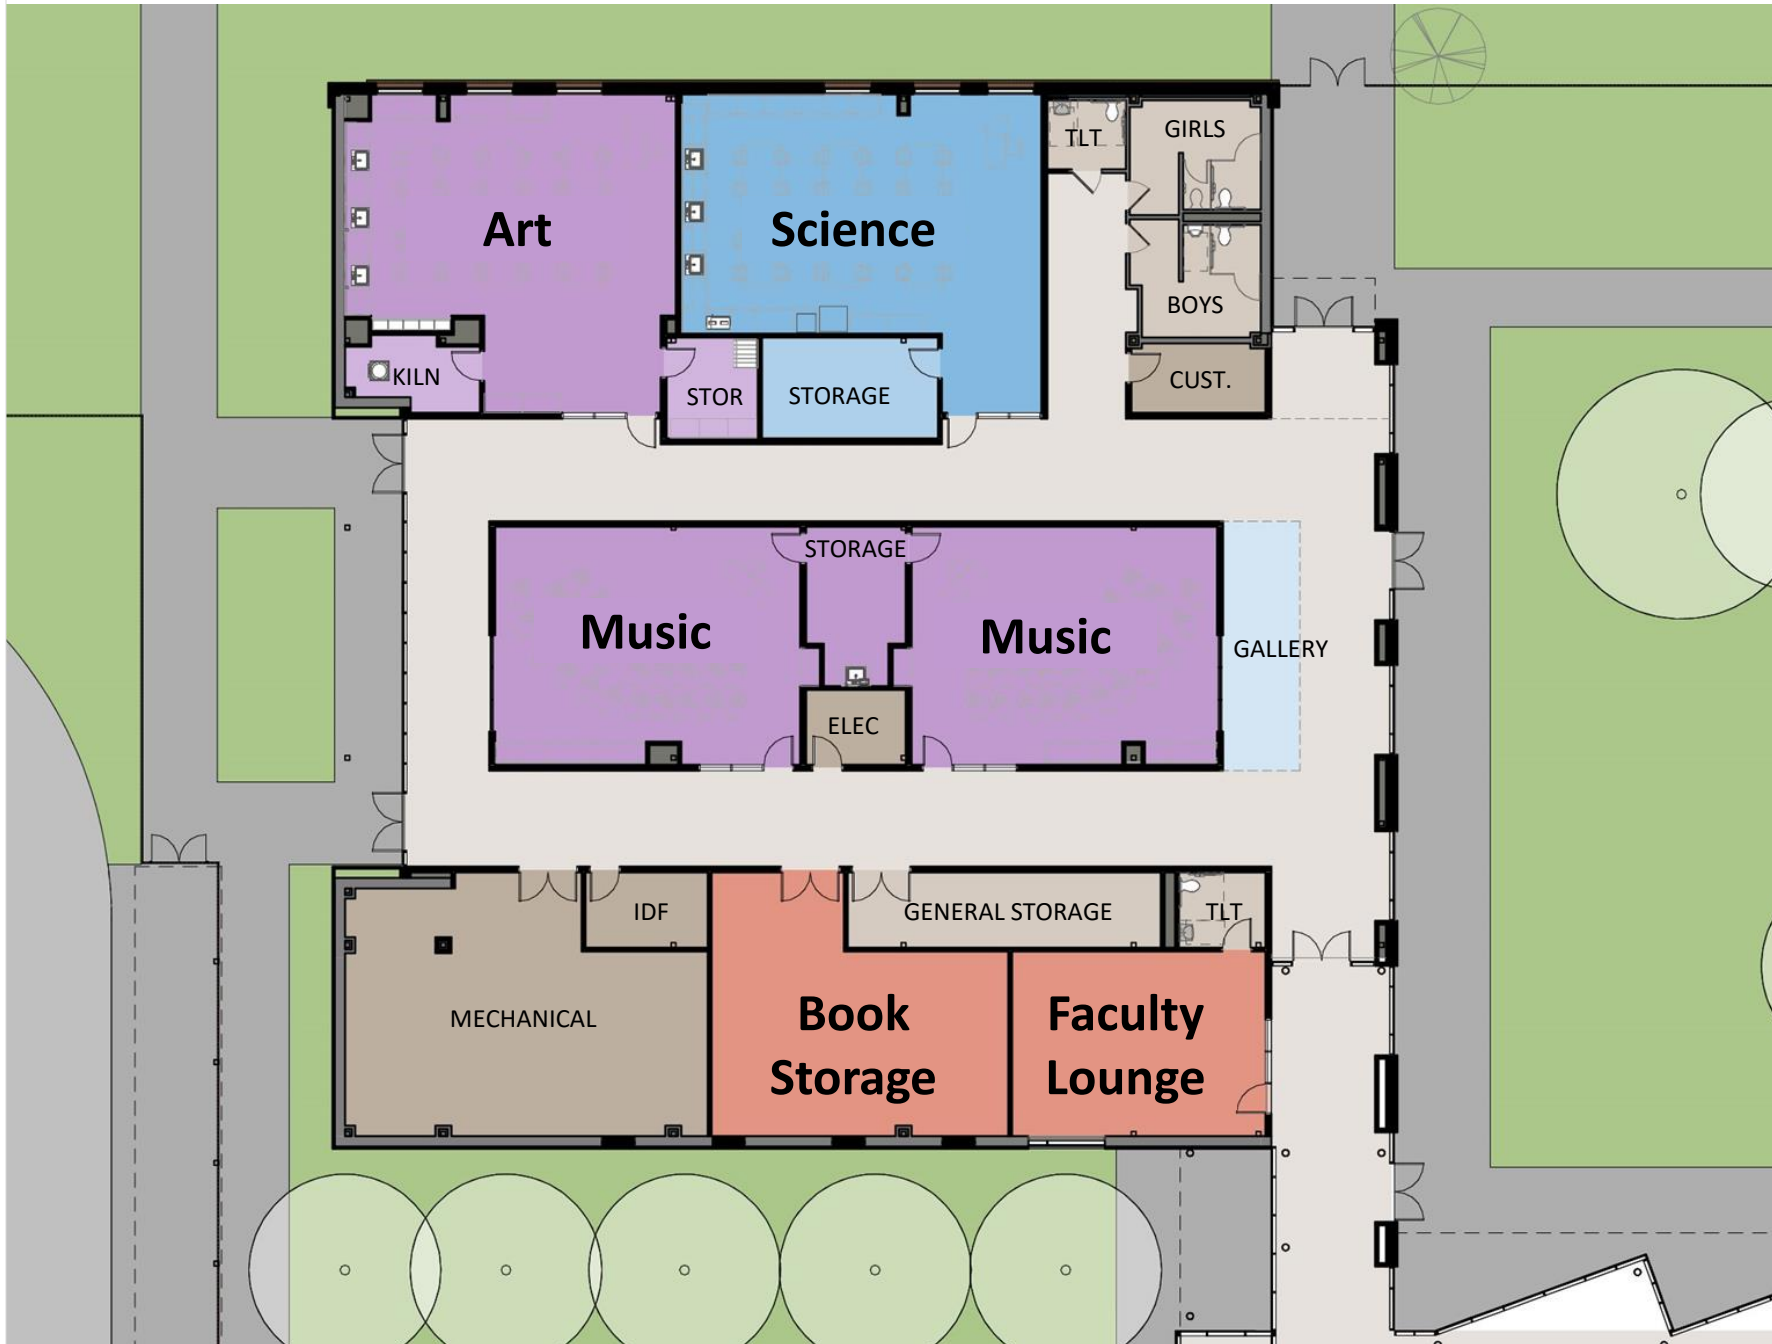 TLT
GIRLS
Art
Science
BOYS
KILN
STOR
STORAGE
CUST.
STORAGE
Music
Music
GALLERY
ELEC
IDF
GENERAL STORAGE
TLT
MECHANICAL
Book
Storage
Faculty
Lounge